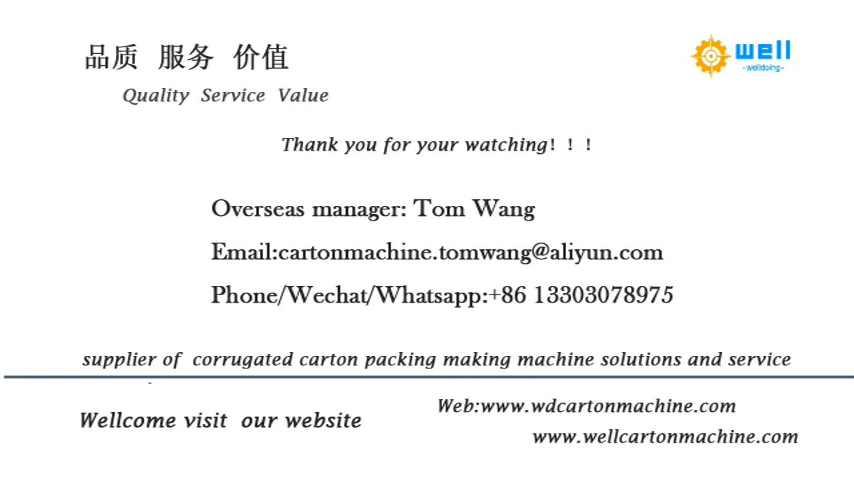 品质 服务 价值
well
-welldoing-
Quality Service Value
Thank you for your watching! ! !
Overseas manager: Tom Wang
Email:cartonmachine.tomwang@aliyun.com
Phone/Wechat/Whatsapp:+86 13303078975
supplier of corrugated carton packing making machine solutions and service
Wellcome visit our website
Web:www.wdcartonmachine.com
www.wellcartonmachine.com